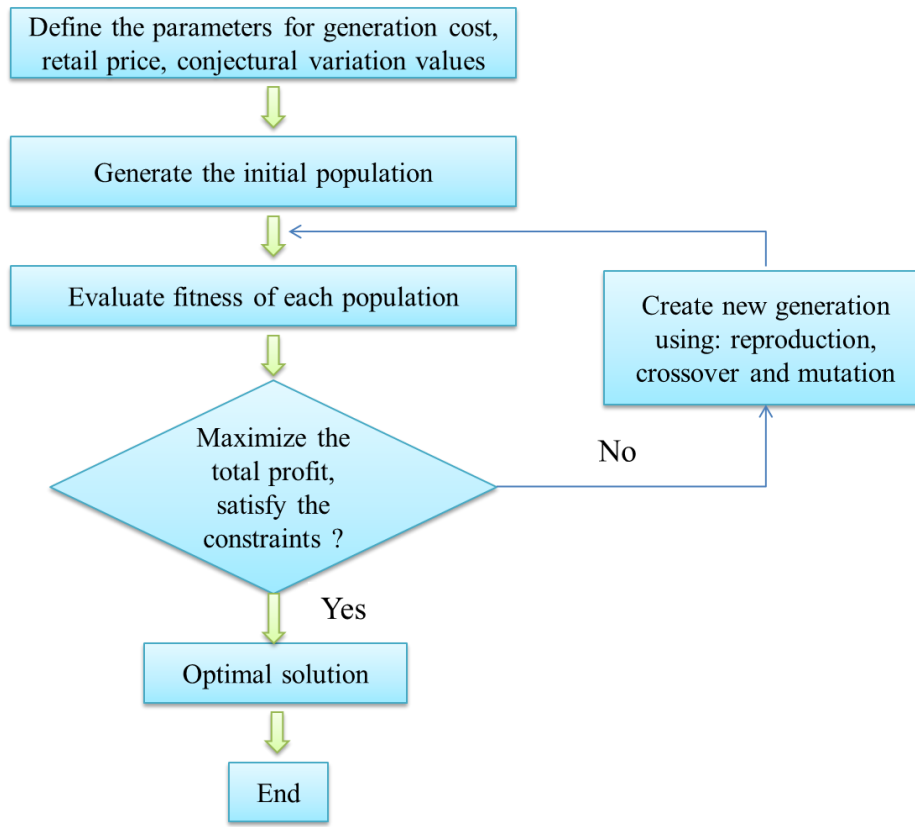 Define the parameters for generation cost,
retail price, conjectural variation values
Generate the initial population
Evaluate fitness of each population
Create new generation
using: reproduction,
crossover and mutation
Maximize the
total profit,
satisfy the
constraints ?
No
Yes
Optimal solution
End